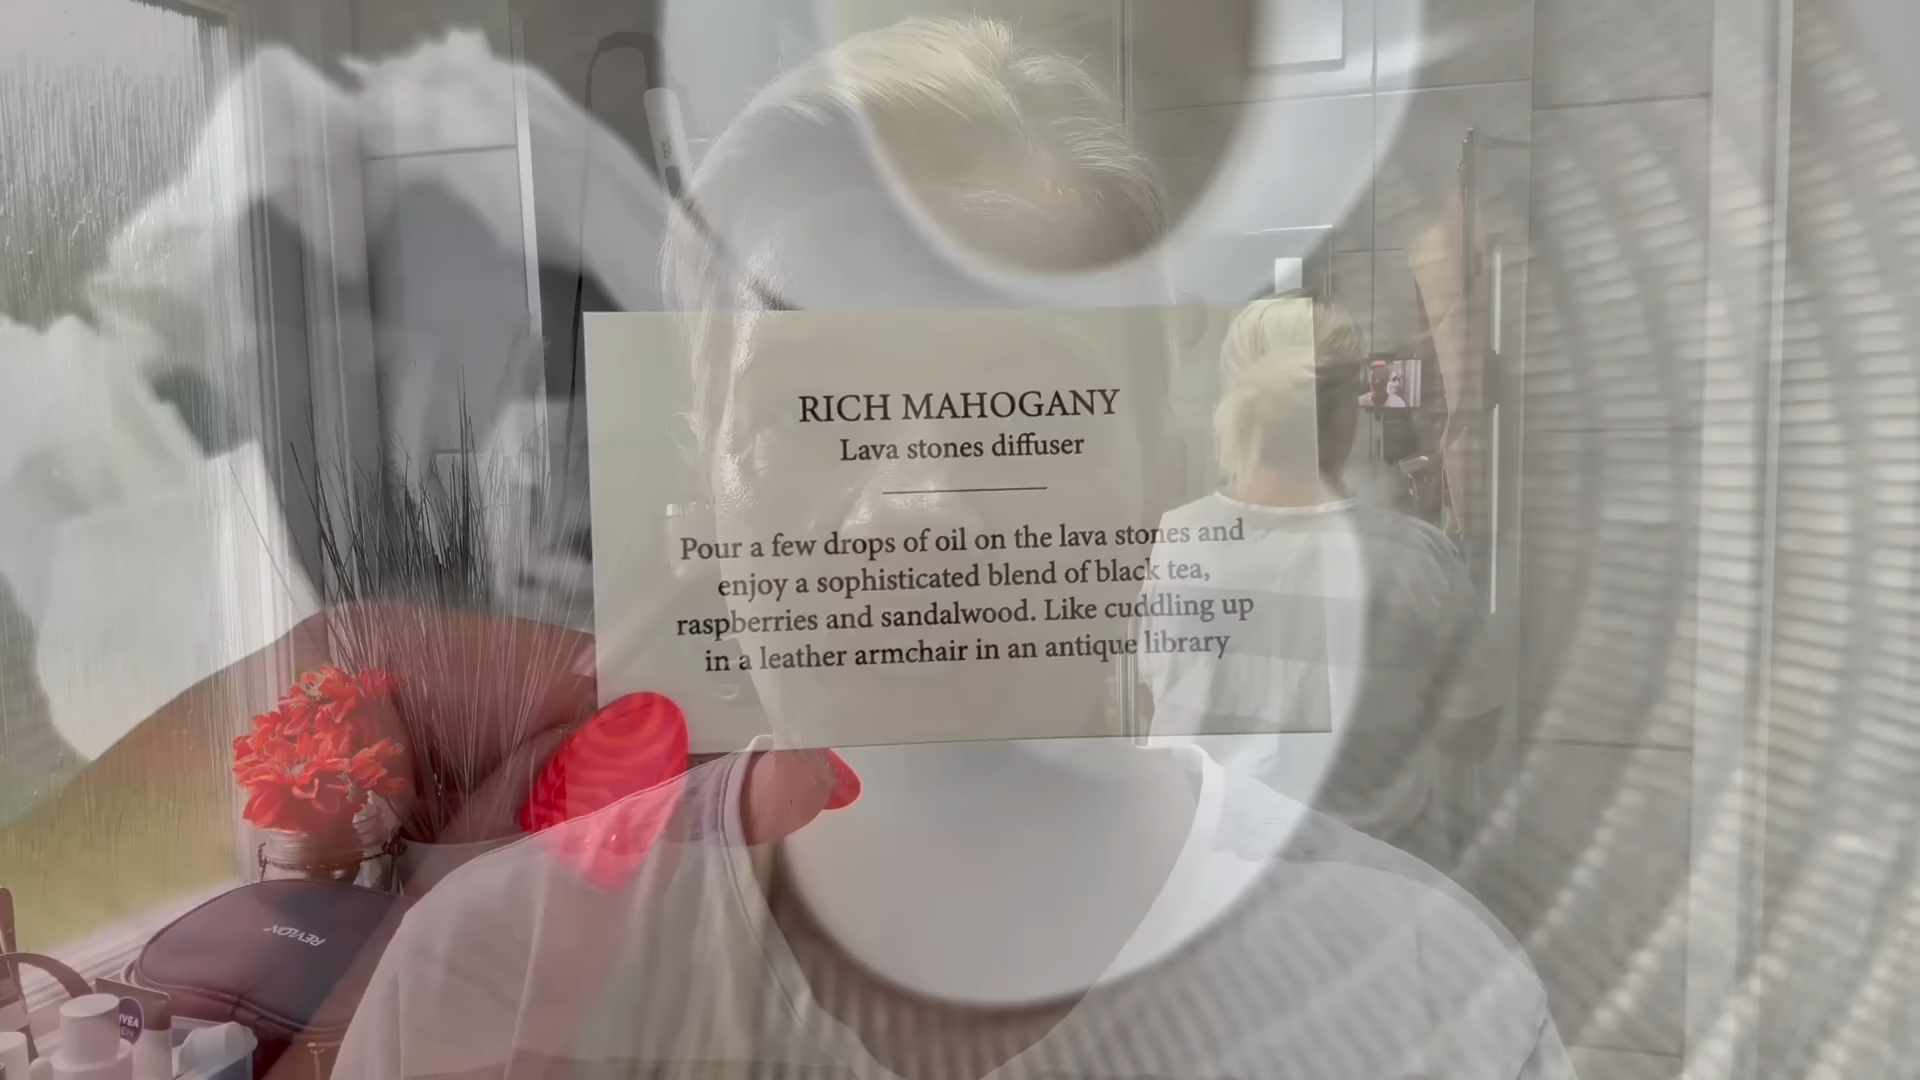 RICH MAHOGANY
Lava stones diffuser
Pour a few drops of oil on the lava stones and
enjoy a sophisticated blend of black tea,
raspberries and sandalwood. Like cuddling up
in a leather armchair in an antique library
REVLON
NIVEA